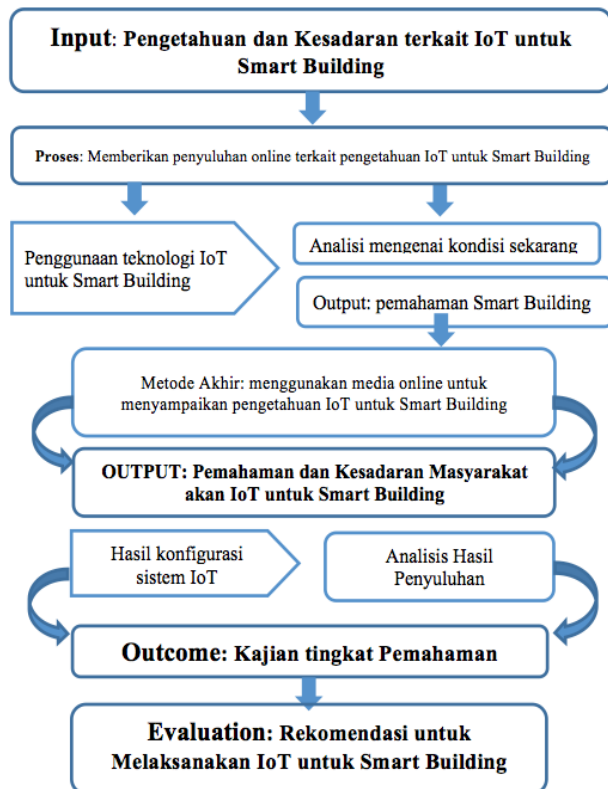 Input: Pengetahuan dan Kesadaran terkait IoT untuk
Smart Building
Proses: Memberikan penyuluhan online terkait pengetahuan IoT untuk Smart Building
Penggunaan teknologi IoT
untuk Smart Building
Analisi mengenai kondisi sekarang
Output: pemahaman Smart Building
Metode Akhir: menggunakan media online untuk
menyampaikan pengetahuan IoT untuk Smart Building
OUTPUT: Pemahaman dan Kesadaran Masyarakat
akan IoT untuk Smart Building
Hasil konfigurasi
sistem IoT
Analisis Hasil
Penyuluhan
Outcome: Kajian tingkat Pemahaman
Evaluation: Rekomendasi untuk
Melaksanakan IoT untuk Smart Building